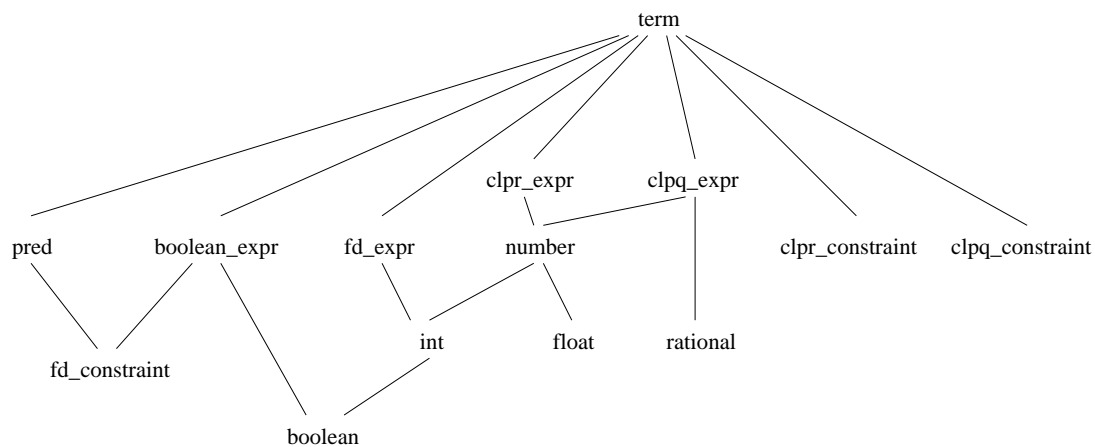 term
clpr_expr clpq_expr
pred boolean_expr fd_expr number clpr_constraint clpq_constraint
int float rational
fd_constraint
boolean